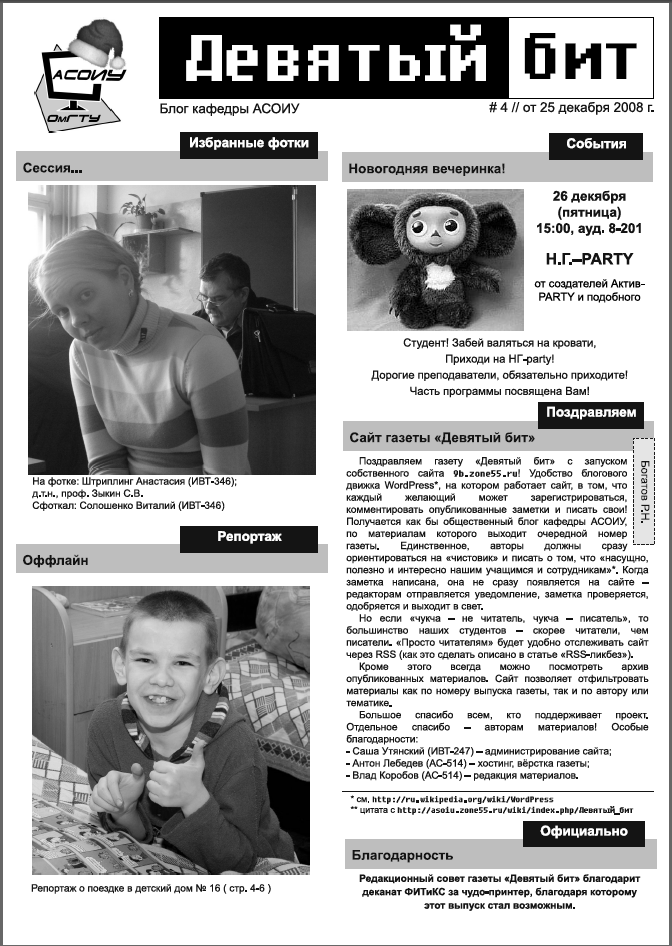 АСОИУ
ОмГТУ
Девятый бит
Блог кафедры АСОИУ
# 4 // от 25 декабря 2008 г.
Избранные фотки
Сессия...
На фотке: Штриплинг Анастасия (ИВТ-346);
д.т.н., проф. Зыкин С.В.
Сфоткал: Солошенко Виталий (ИВТ-346)
Репортаж
Оффлайн
Репортаж о поездке в детский дом № 16 ( стр. 4-6 )
События
Новогодняя вечеринка!
26 декабря
(пятница)
15:00, ауд. 8-201
Н.Г.–PARTY
от создателей Актив-
PARTY и подобного
Студент! Забей валяться на кровати,
Приходи на НГ-party!
Дорогие преподаватели, обязательно приходите!
Часть программы посвящена Вам!
Поздравляем
Сайт газеты «Девятый бит»
Богатов Р.Н.
Поздравляем газету «Девятый бит» с запуском
собственного сайта 9b.zone55.ru! Удобство блогового
движка WordPress*, на котором работает сайт, в том, что
каждый желающий может зарегистрироваться,
комментировать опубликованные заметки и писать свои!
Получается как бы общественный блог кафедры АСОИУ,
по материалам которого выходит очередной номер
газеты. Единственное, авторы должны сразу
ориентироваться на «чистовик» и писать о том, что «насущно,
полезно и интересно нашим учащимся и сотрудникам»*. Когда
заметка написана, она не сразу появляется на сайте –
редакторам отправляется уведомление, заметка проверяется,
одобряется и выходит в свет.
Но если «чукча – не читатель, чукча – писатель», то
большинство наших студентов – скорее читатели, чем
писатели. «Просто читателям» будет удобно отслеживать сайт
через RSS (как это сделать описано в статье «RSS-ликбез»).
Кроме этого всегда можно посмотреть архив
опубликованных материалов. Сайт позволяет отфильтровать
материалы как по номеру выпуска газеты, так и по автору или
тематике.
Большое спасибо всем, кто поддерживает проект.
Отдельное спасибо – авторам материалов! Особые
благодарности:
- Саша Утянский (ИВТ-247) – администрирование сайта;
- Антон Лебедев (АС-514) – хостинг, вёрстка газеты;
- Влад Коробов (АС-514) – редакция материалов.
* см. http://ru.wikipedia.org/wiki/WordPress
** цитата с http://asoiu.zone55.ru/wiki/index.php/Девятый_бит
Официально
Благодарность
Редакционный совет газеты «Девятый бит» благодарит
деканат ФИТиКС за чудо-принтер, благодаря которому
этот выпуск стал возможным.